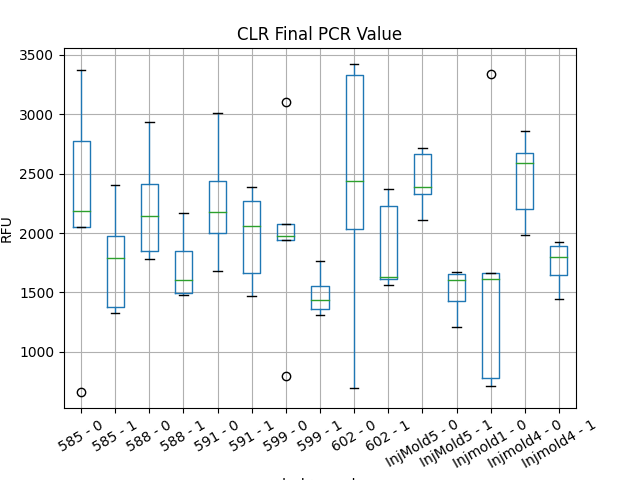 CLR Final PCR Value
3500
3000
2500
2000
1500
1000
RFU
585 - 0
585 - 1
588 - 0
588 - 1
591 - 0
591 - 1
599 - 0
599 - 1
602 - 0
602 - 1
InjMold5 - 0
InjMold5 - 1
Injmold1 - 0
Injmold4 - 0
Injmold4 - 1